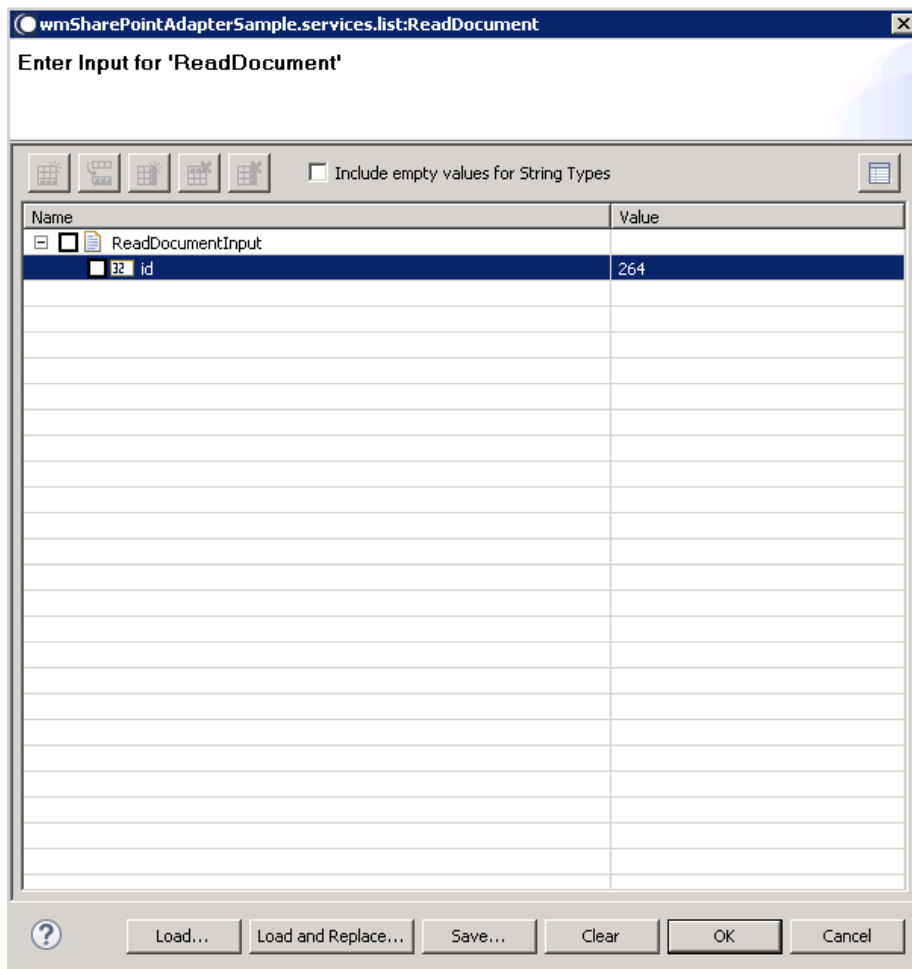 wmSharePointAdapterSample.services.list:ReadDocument
Enter Input for 'ReadDocument'
Include empty values for String Types
Name Value
ReadDocumentInput
32 id 264
? Load... Load and Replace... Save... Clear OK Cancel